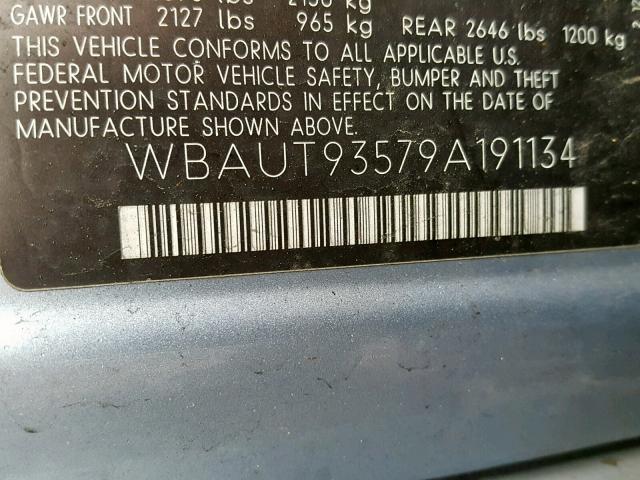 GAWR FRONT 2127 lbs 965 kg REAR 2646 lbs 1200 kg
THIS VEHICLE CONFORMS TO ALL APPLICABLE U.S.
FEDERAL MOTOR VEHICLE SAFETY, BUMPER AND THEFT
PREVENTION STANDARDS IN EFFECT ON THE DATE OF
MANUFACTURE SHOWN ABOVE.
WBAUT93579A191134